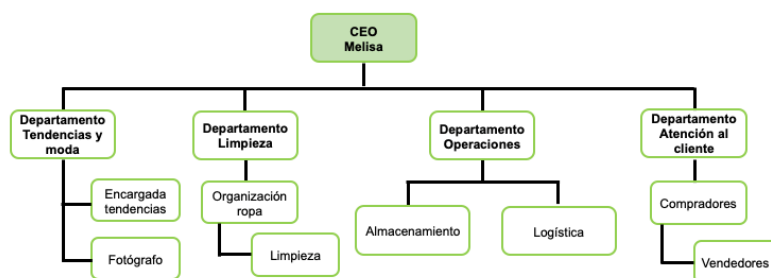 CEO
Melisa
Departamento
Tendencias y
moda
Departamento
Limpieza
Departamento
Operaciones
Departamento
Atención al
cliente
Encargada
tendencias
Organización
ropa
Almacenamiento
Logística
Compradores
Fotógrafo
Limpieza
Vendedores